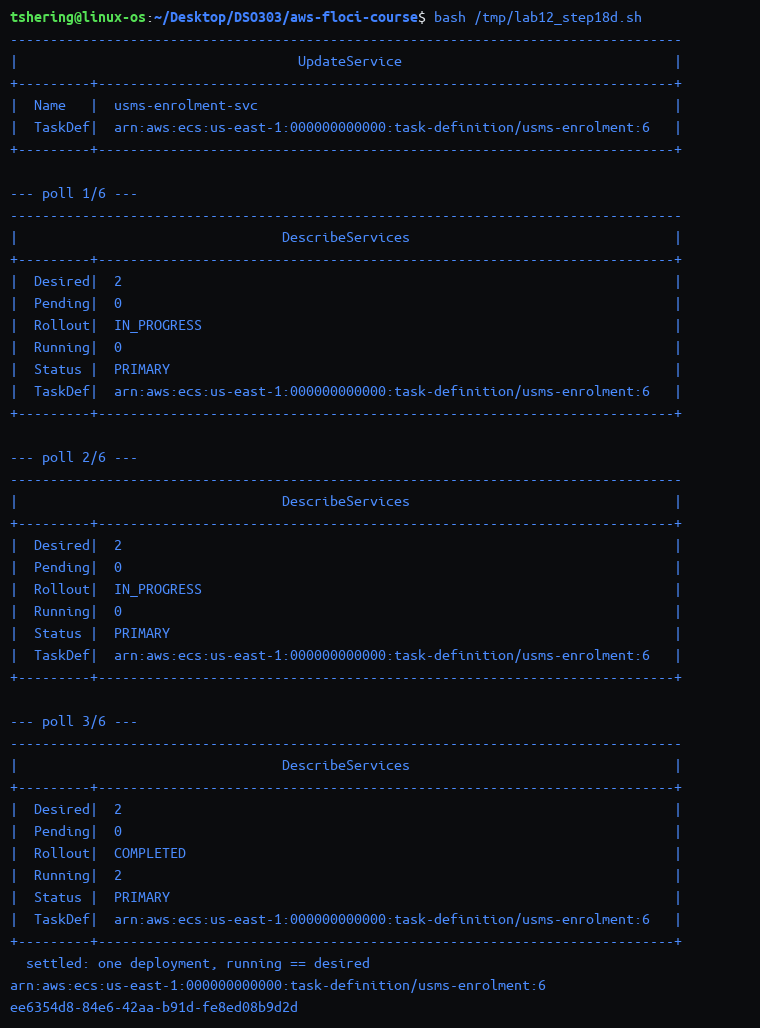 tshering@linux-os:~/Desktop/DSO303/aws-floci-course$ bash /tmp/lab12_step18d.sh
------------------------------------------------------------------------------------
|                                   UpdateService                                  |
+---------+------------------------------------------------------------------------+
|  Name   |  usms-enrolment-svc                                                    |
|  TaskDef|  arn:aws:ecs:us-east-1:000000000000:task-definition/usms-enrolment:6   |
+---------+------------------------------------------------------------------------+
--- poll 1/6 ---
------------------------------------------------------------------------------------
|                                 DescribeServices                                 |
+---------+------------------------------------------------------------------------+
|  Desired|  2                                                                     |
|  Pending|  0                                                                     |
|  Rollout|  IN_PROGRESS                                                           |
|  Running|  0                                                                     |
|  Status |  PRIMARY                                                               |
|  TaskDef|  arn:aws:ecs:us-east-1:000000000000:task-definition/usms-enrolment:6   |
+---------+------------------------------------------------------------------------+
--- poll 2/6 ---
------------------------------------------------------------------------------------
|                                 DescribeServices                                 |
+---------+------------------------------------------------------------------------+
|  Desired|  2                                                                     |
|  Pending|  0                                                                     |
|  Rollout|  IN_PROGRESS                                                           |
|  Running|  0                                                                     |
|  Status |  PRIMARY                                                               |
|  TaskDef|  arn:aws:ecs:us-east-1:000000000000:task-definition/usms-enrolment:6   |
+---------+------------------------------------------------------------------------+
--- poll 3/6 ---
------------------------------------------------------------------------------------
|                                 DescribeServices                                 |
+---------+------------------------------------------------------------------------+
|  Desired|  2                                                                     |
|  Pending|  0                                                                     |
|  Rollout|  COMPLETED                                                             |
|  Running|  2                                                                     |
|  Status |  PRIMARY                                                               |
|  TaskDef|  arn:aws:ecs:us-east-1:000000000000:task-definition/usms-enrolment:6   |
+---------+------------------------------------------------------------------------+
  settled: one deployment, running == desired
arn:aws:ecs:us-east-1:000000000000:task-definition/usms-enrolment:6
ee6354d8-84e6-42aa-b91d-fe8ed08b9d2d